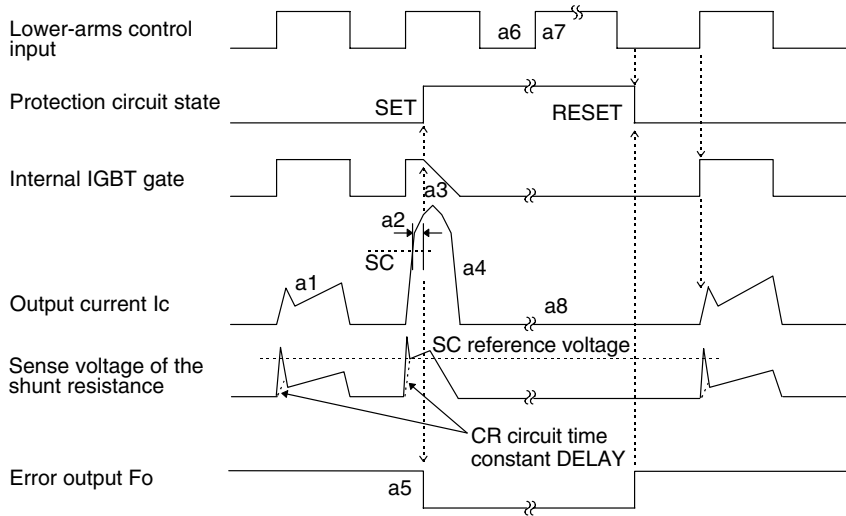 Lower-arms control
input
a6
a7
Protection circuit state
SET
RESET
Internal IGBT gate
a3
a2
SC
a4
Output current Ic
a1
a8
SC reference voltage
Sense voltage of the
shunt resistance
CR circuit time
constant DELAY
Error output Fo
a5